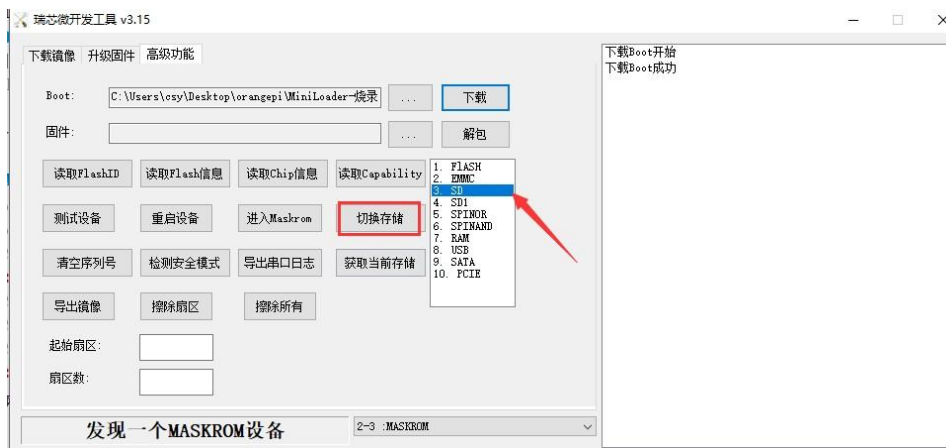 瑞芯微开发工具 v3.15
下载镜像 升级固件 高级功能
Boot: C:\Users\csy\Desktop\orangepi\MiniLoader-烧录 ... 下载
固件: ... 解包
读取FlashID 读取Flash信息 读取Chip信息 读取Capability
测试设备 重启设备 进入Maskrom 切换存储
清空序列号 检测安全模式 导出串口日志 获取当前存储
导出镜像 擦除扇区 擦除所有
1. FlASH
2. EMMC
3. SD
4. SD1
5. SPINOR
6. SPINAND
7. RAM
8. USB
9. SATA
10. PCIE
起始扇区:
扇区数:
发现一个MASKROM设备 2-3 :MASKROM
下载Boot开始
下载Boot成功